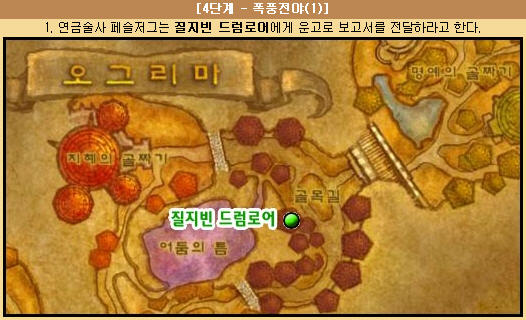 [4단계 - 폭풍전야(1)]
1. 연금술사 페슬저그는 질지빈 드럼로어에게 운고로 보고서를 전달하라고 한다.
오그리마
명예의 골짜기
지혜의 골짜기
골목길
질지빈 드럼로어
어둠의 틈